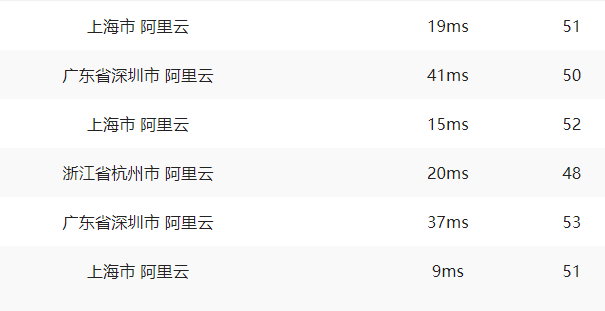 上海市 阿里云 19ms 51
广东省深圳市 阿里云 41ms 50
上海市 阿里云 15ms 52
浙江省杭州市 阿里云 20ms 48
广东省深圳市 阿里云 37ms 53
上海市 阿里云 9ms 51